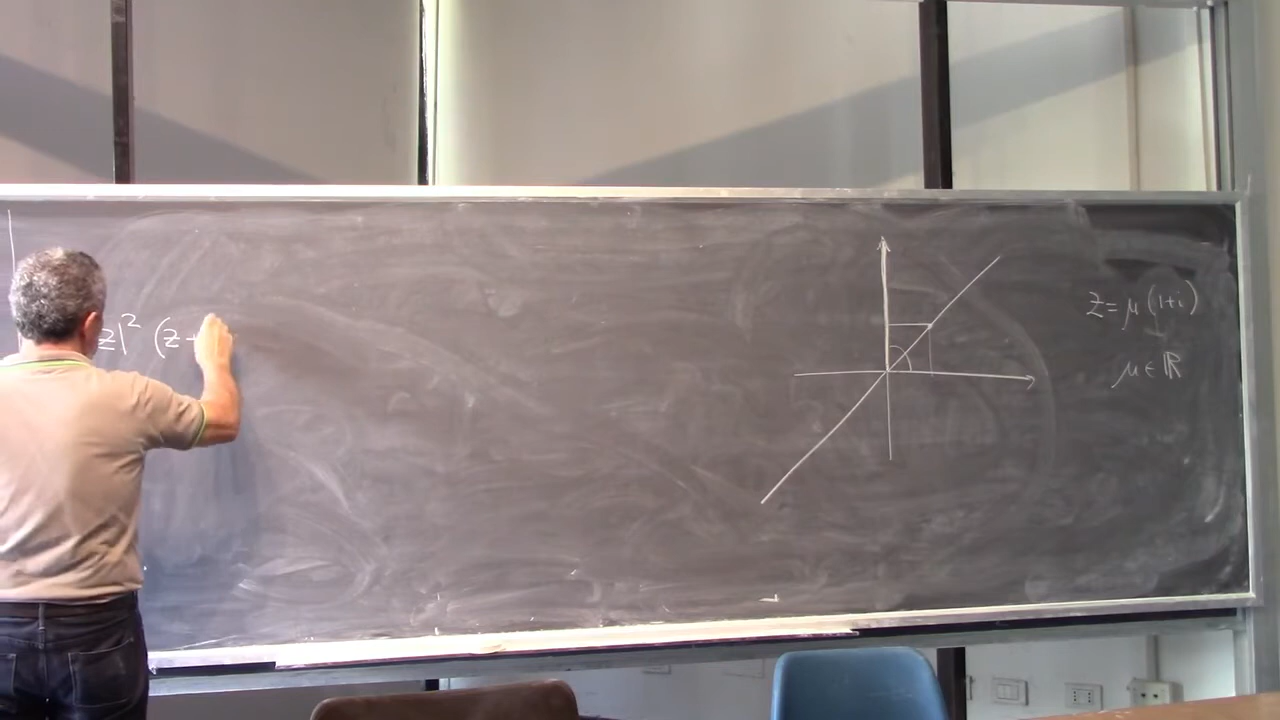 z|² (z +
z = μ (1+i)
μ ∈ ℝ